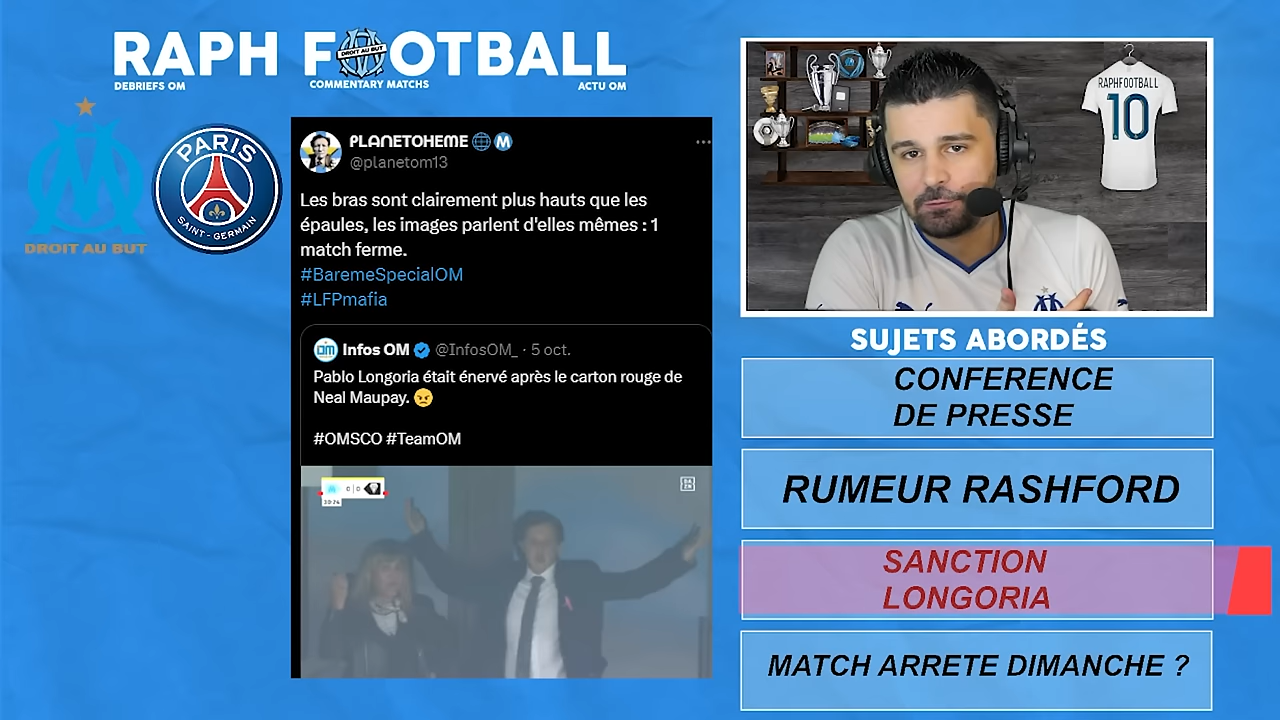 RAPH FOOTBALL
DROIT AU BUT
DEBRIEFS OM
COMMENTARY MATCHS
ACTU OM
DROIT AU BUT
PARIS
SAINT-GERMAIN
PLANETOHEME
@planetom13
Les bras sont clairement plus hauts que les
épaules, les images parlent d'elles mêmes : 1
match ferme.
#BaremeSpecialOM
#LFPmafia
Infos OM @InfosOM_ · 5 oct.
Pablo Longoria était énervé après le carton rouge de
Neal Maupay. 😠
#OMSCO #TeamOM
0 | 0
DAZN
RAPHFOOTBALL
10
SUJETS ABORDÉS
CONFERENCE
DE PRESSE
RUMEUR RASHFORD
SANCTION
LONGORIA
MATCH ARRETE DIMANCHE ?